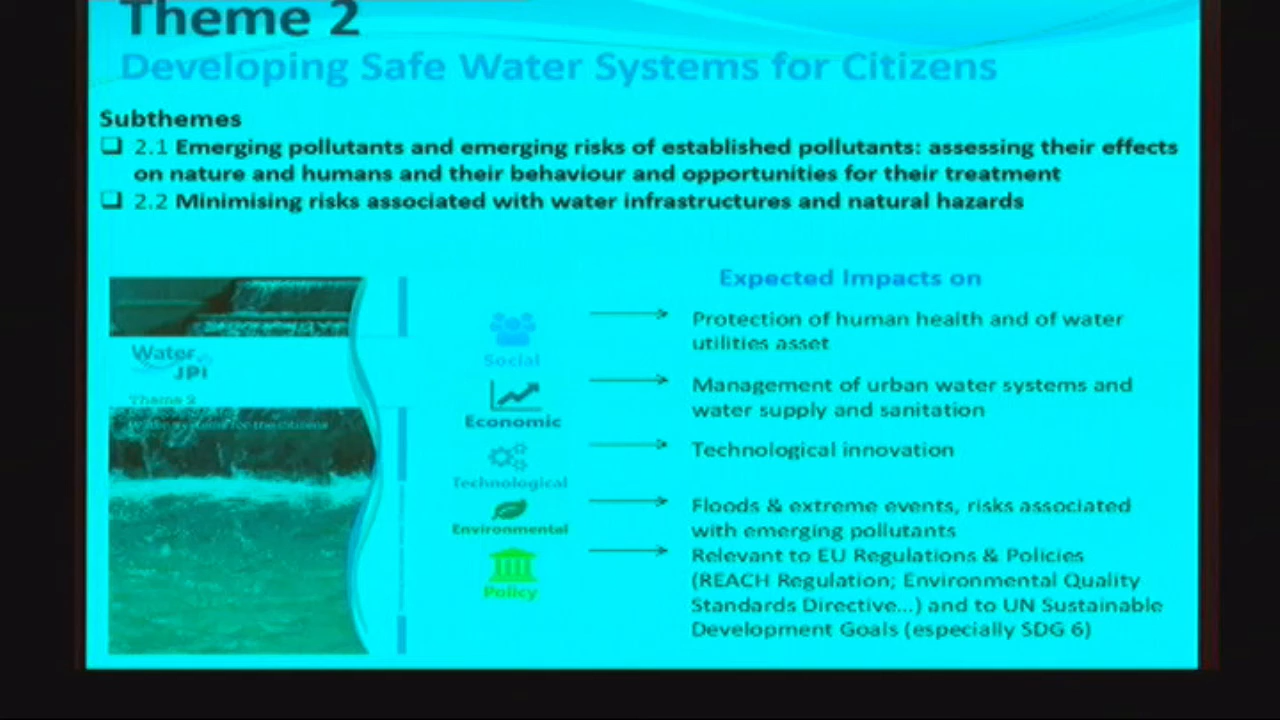 Theme 2
Developing Safe Water Systems for Citizens
Subthemes
2.1 Emerging pollutants and emerging risks of established pollutants: assessing their effects
on nature and humans and their behaviour and opportunities for their treatment
2.2 Minimising risks associated with water infrastructures and natural hazards
Water
JPI
Theme 2
Water systems for the citizens
Expected Impacts on
Social
Protection of human health and of water
utilities asset
Economic
Management of urban water systems and
water supply and sanitation
Technological
Technological innovation
Environmental
Floods & extreme events, risks associated
with emerging pollutants
Policy
Relevant to EU Regulations & Policies
(REACH Regulation; Environmental Quality
Standards Directive...) and to UN Sustainable
Development Goals (especially SDG 6)